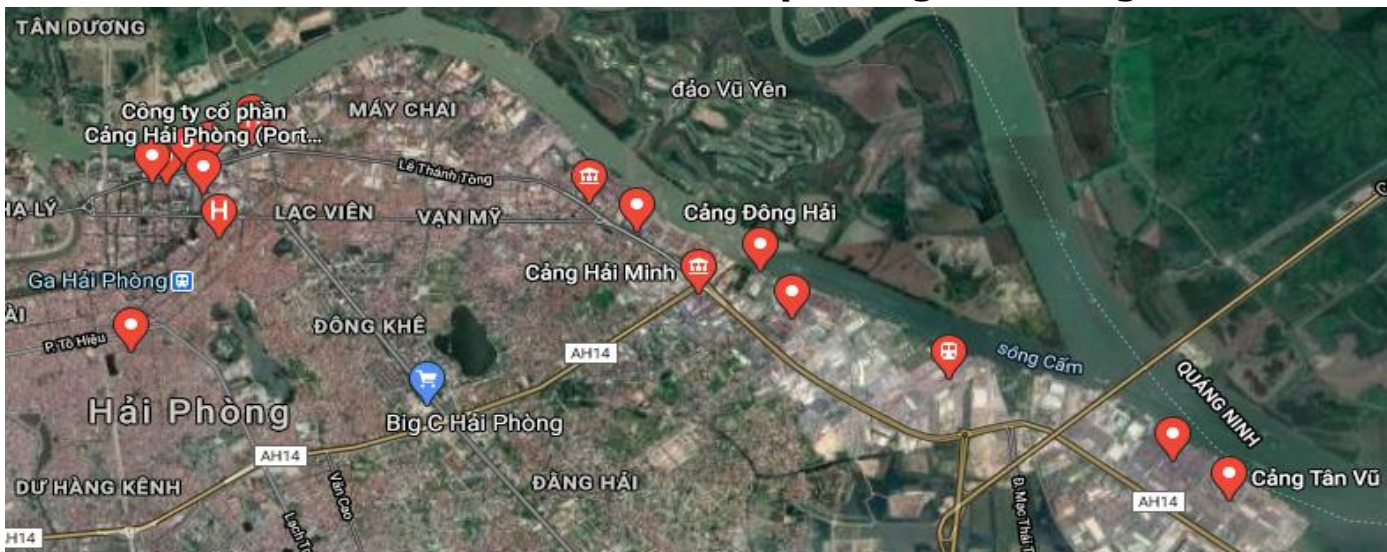 TÂN DƯƠNG
Công ty cổ phần
Cảng Hải Phòng (Port...
MÁY CHAI
đảo Vũ Yên
HẠ LÝ
LẠC VIÊN
VẠN MỸ
Lê Thánh Tông
Cảng Đông Hải
H
Ga Hải Phòng
Cảng Hải Minh
P. Tô Hiệu
ĐÔNG KHÊ
AH14
sông Cấm
QUẢNG NINH
Hải Phòng
Big C Hải Phòng
AH14
DƯ HÀNG KÊNH
Văn Cao
ĐẰNG HẢI
Cảng Tân Vũ
AH14
H14